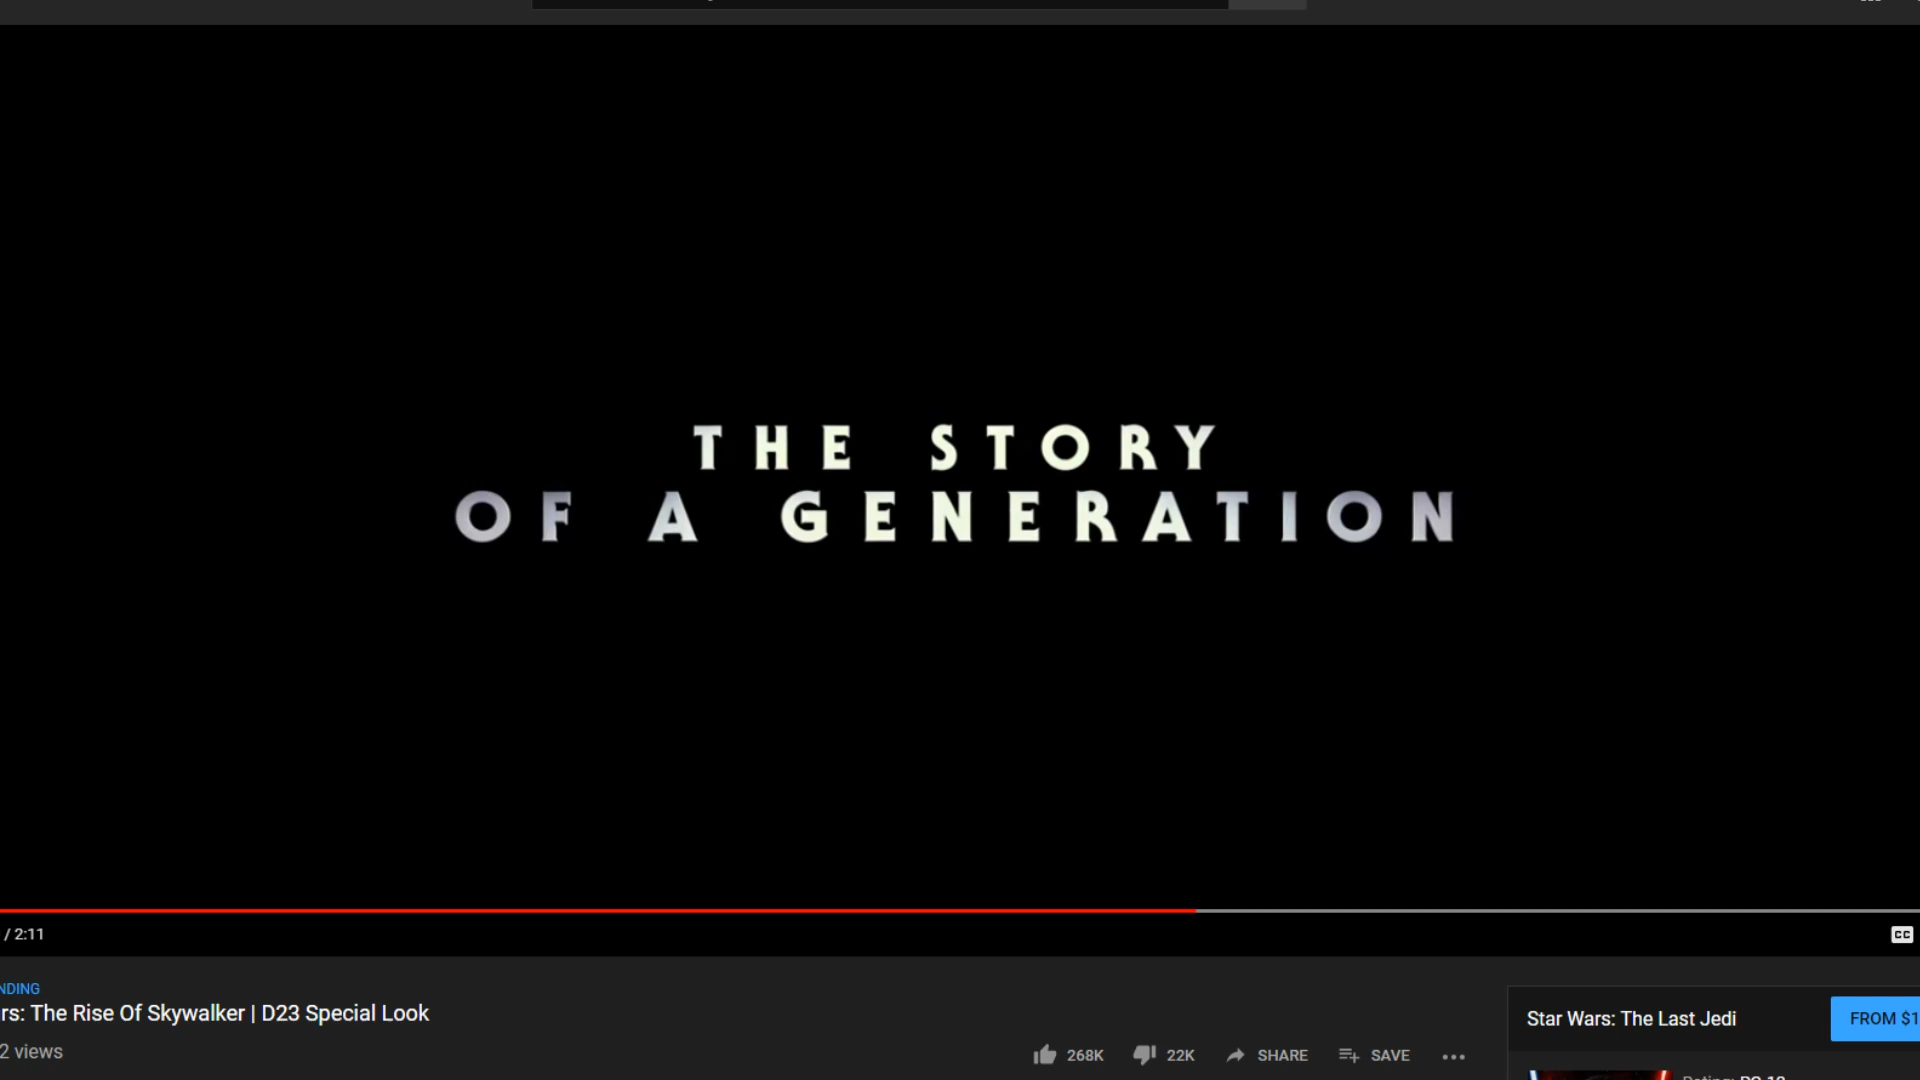 THE STORY
OF A GENERATION
/ 2:11
CC
NDING
rs: The Rise Of Skywalker | D23 Special Look
2 views
268K
22K
SHARE
SAVE
Star Wars: The Last Jedi
FROM $1